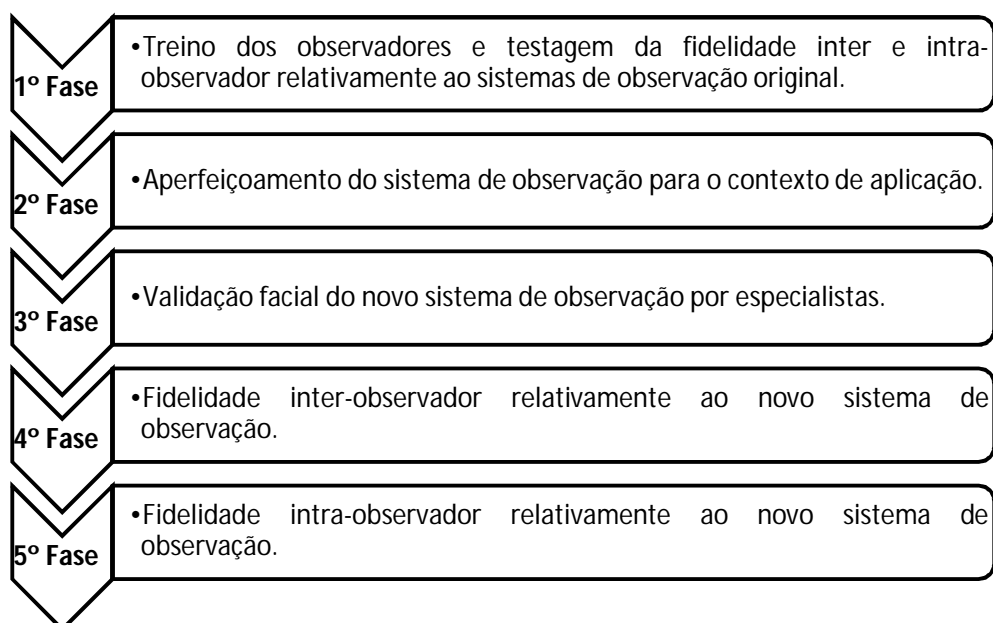 1º Fase
•Treino dos observadores e testagem da fidelidade inter e intra-
observador relativamente ao sistemas de observação original.
2º Fase
•Aperfeiçoamento do sistema de observação para o contexto de aplicação.
3º Fase
•Validação facial do novo sistema de observação por especialistas.
4º Fase
•Fidelidade inter-observador relativamente ao novo sistema de
observação.
5º Fase
•Fidelidade intra-observador relativamente ao novo sistema de
observação.